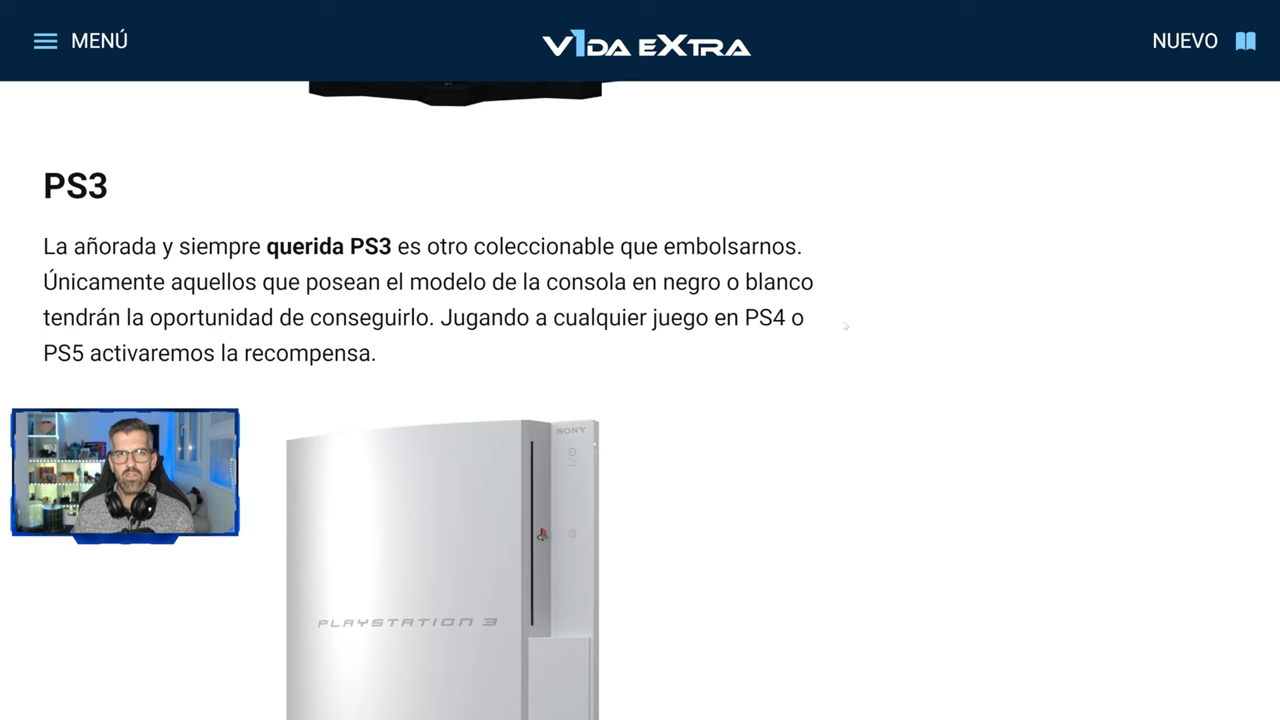 MENÚ
V1DA EXTRA
NUEVO
PS3
La añorada y siempre querida PS3 es otro coleccionable que embolsarnos.
Únicamente aquellos que posean el modelo de la consola en negro o blanco
tendrán la oportunidad de conseguirlo. Jugando a cualquier juego en PS4 o
PS5 activaremos la recompensa.
SONY
PLAYSTATION 3